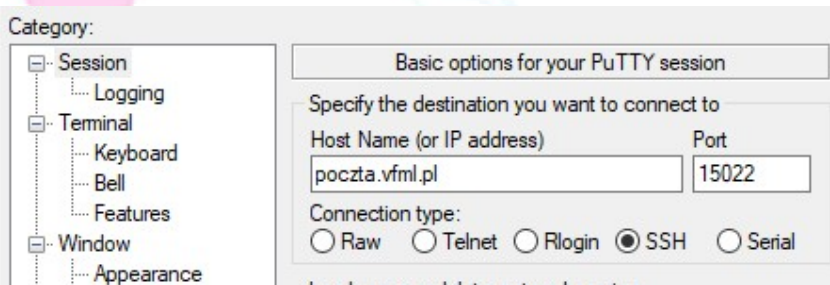 Category:
Session
Logging
Terminal
Keyboard
Bell
Features
Window
Appearance
Basic options for your PuTTY session
Specify the destination you want to connect to
Host Name (or IP address) Port
poczta.vfml.pl 15022
Connection type:
Raw Telnet Rlogin SSH Serial